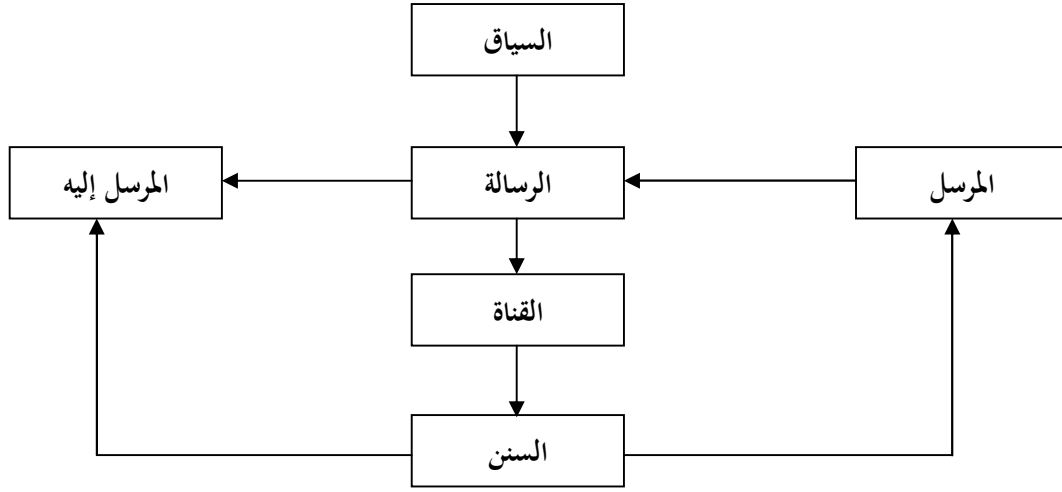 السياق
المرسل
الرسالة
المرسل إليه
القناة
السنن